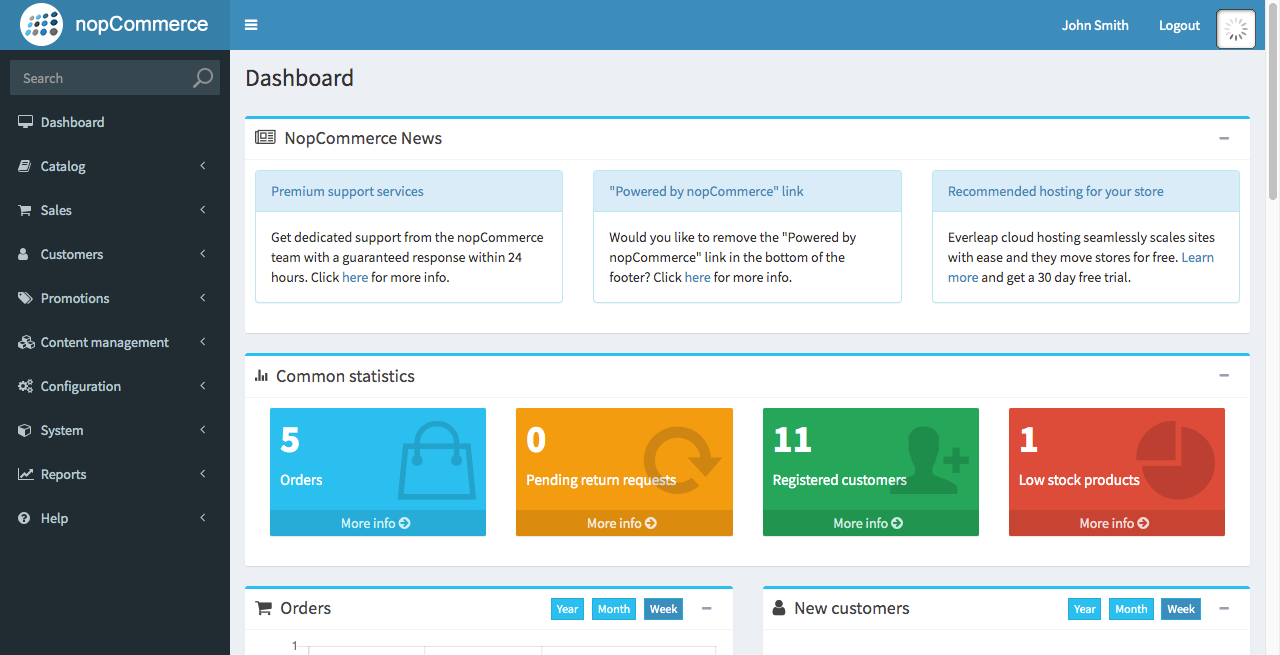 nopCommerce
John Smith
Logout
Search
Dashboard
Catalog
Sales
Customers
Promotions
Content management
Configuration
System
Reports
Help
Dashboard
NopCommerce News
Premium support services
Get dedicated support from the nopCommerce
team with a guaranteed response within 24
hours. Click here for more info.
"Powered by nopCommerce" link
Would you like to remove the "Powered by
nopCommerce" link in the bottom of the
footer? Click here for more info.
Recommended hosting for your store
Everleap cloud hosting seamlessly scales sites
with ease and they move stores for free. Learn
more and get a 30 day free trial.
Common statistics
5
Orders
More info
0
Pending return requests
More info
11
Registered customers
More info
1
Low stock products
More info
Orders
Year
Month
Week
1
New customers
Year
Month
Week